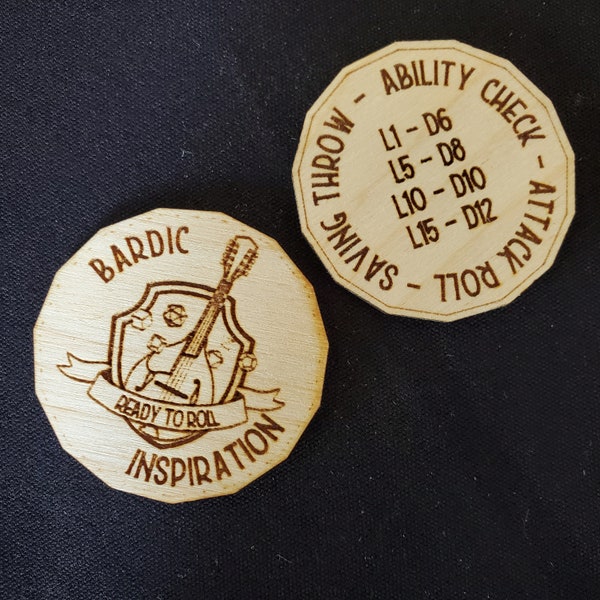 BARDIC
READY TO ROLL
INSPIRATION
SAVING THROW - ABILITY CHECK - ATTACK ROLL -
L1 - D6
L5 - D8
L10 - D10
L15 - D12